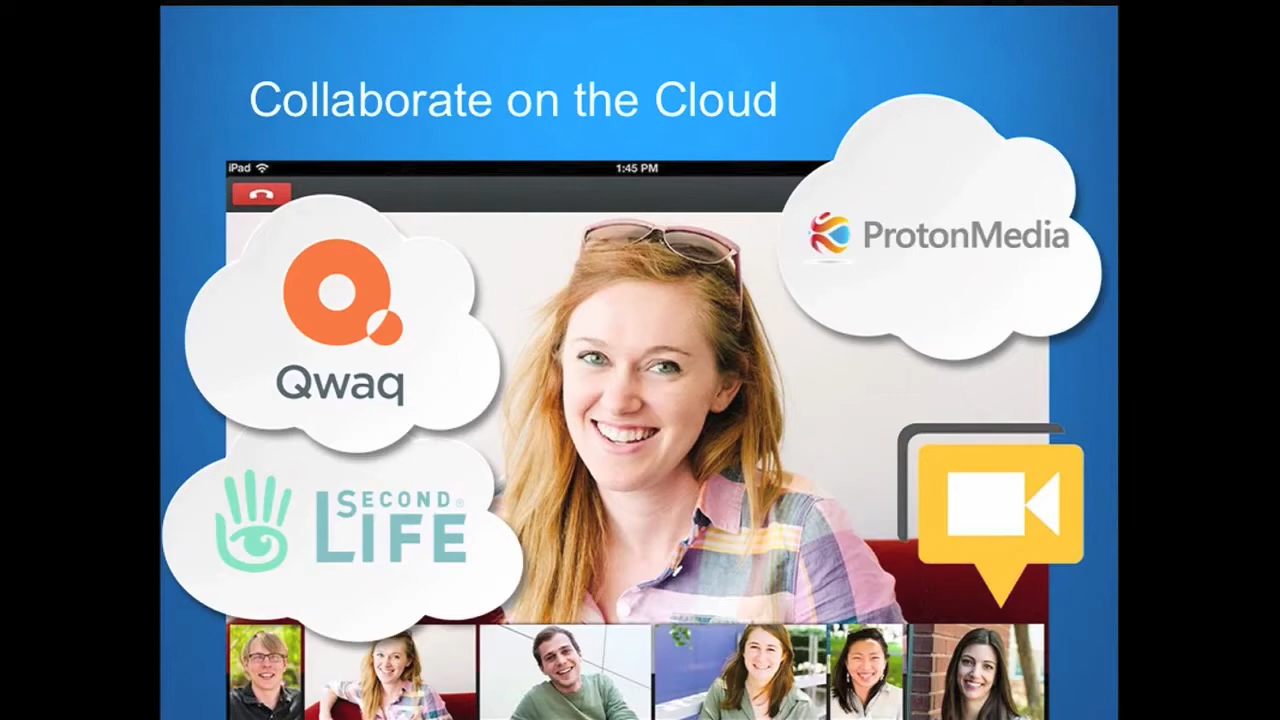 Collaborate on the Cloud
iPad
1:45 PM
ProtonMedia
Qwaq
SECOND®
LIFE